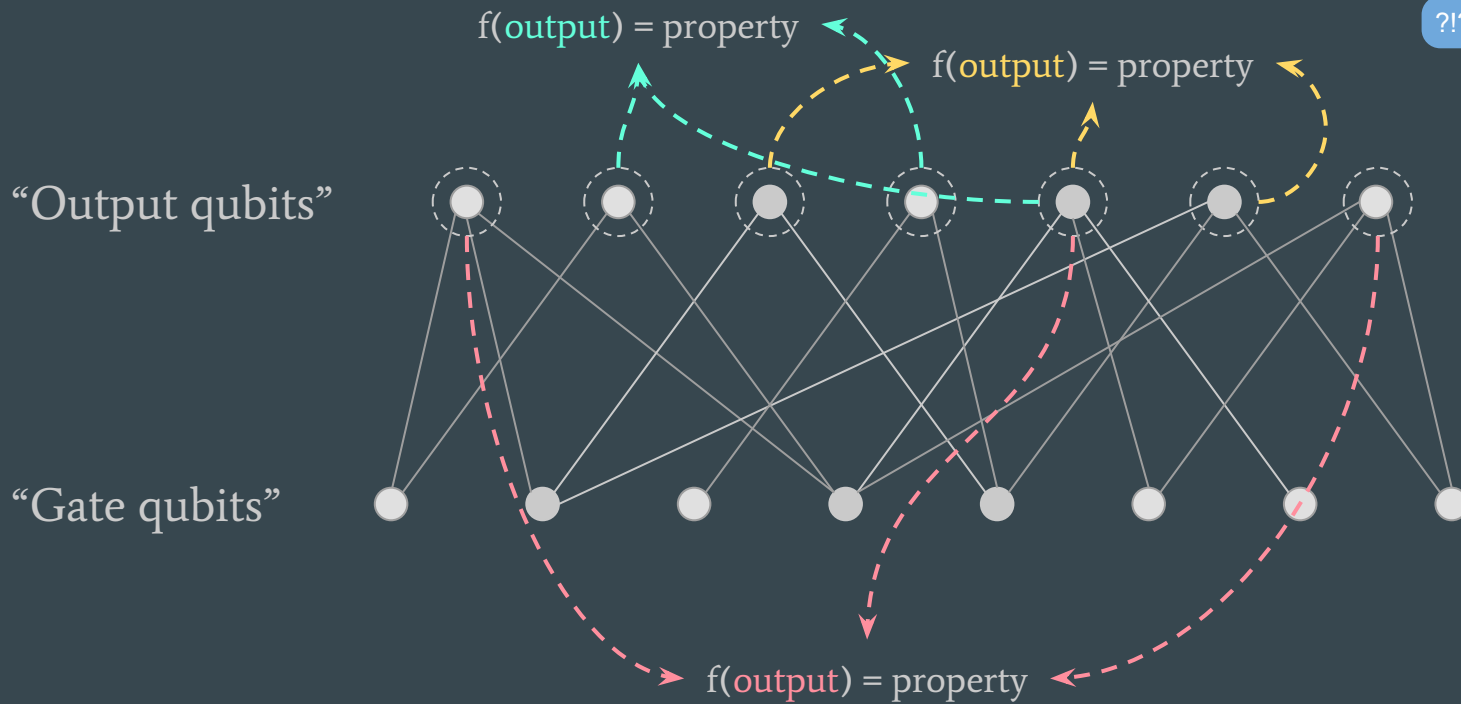 f(output) = property
?!?
f(output) = property
“Output qubits”
“Gate qubits”
f(output) = property